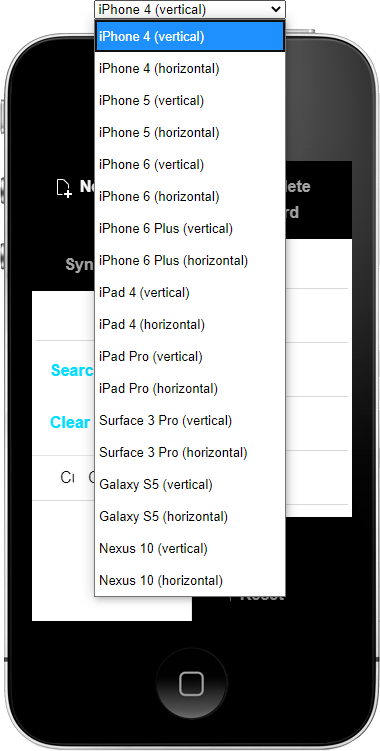 iPhone 4 (vertical)
iPhone 4 (vertical)
iPhone 4 (horizontal)
iPhone 5 (vertical)
iPhone 5 (horizontal)
iPhone 6 (vertical)
iPhone 6 (horizontal)
iPhone 6 Plus (vertical)
iPhone 6 Plus (horizontal)
iPad 4 (vertical)
iPad 4 (horizontal)
iPad Pro (vertical)
iPad Pro (horizontal)
Surface 3 Pro (vertical)
Surface 3 Pro (horizontal)
Galaxy S5 (vertical)
Galaxy S5 (horizontal)
Nexus 10 (vertical)
Nexus 10 (horizontal)
Ne
lete
rd
Syn
Searc
Clear
Reset